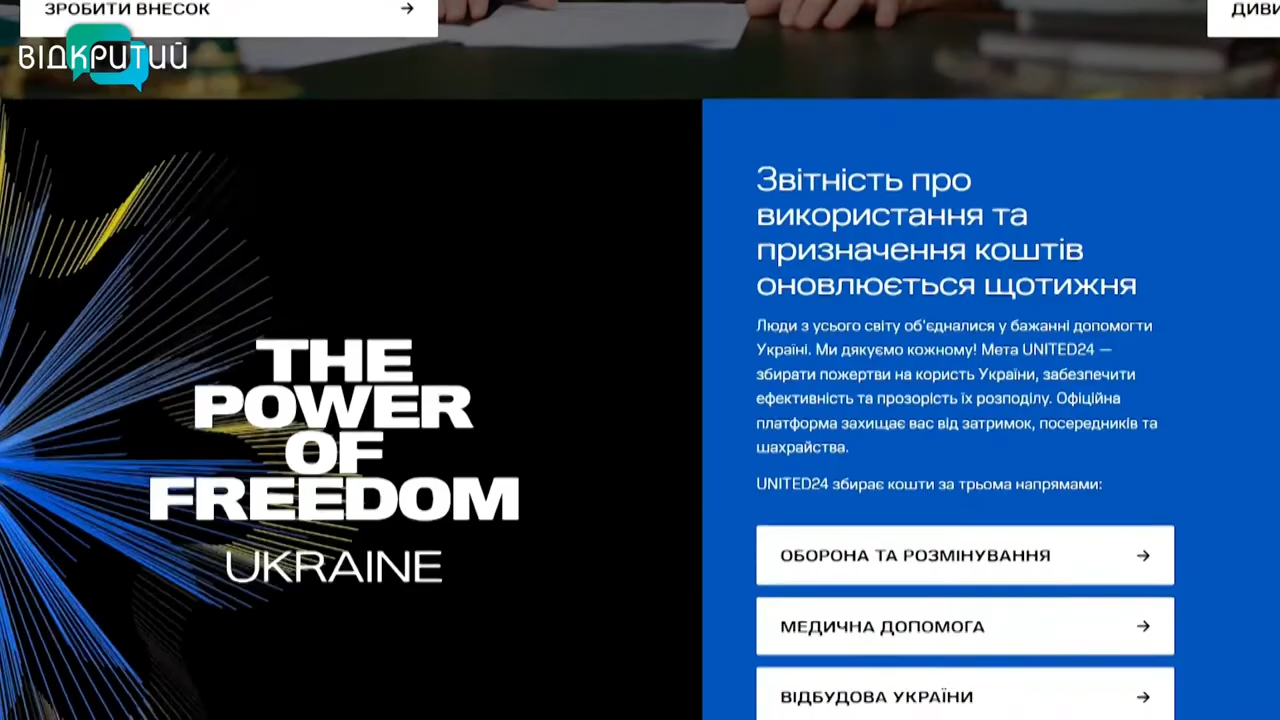 ЗРОБИТИ ВНЕСОК
ВІДКРИТИЙ
THE
POWER
OF
FREEDOM
UKRAINE
Звітність про
використання та
призначення коштів
оновлюється щотижня
Люди з усього світу об'єдналися у бажанні допомогти
Україні. Ми дякуємо кожному! Мета UNITED24 —
збирати пожертви на користь України, забезпечити
ефективність та прозорість їх розподілу. Офіційна
платформа захищає вас від затримок, посередників та
шахрайства.
UNITED24 збирає кошти за трьома напрямами:
ОБОРОНА ТА РОЗМІНУВАННЯ
МЕДИЧНА ДОПОМОГА
ВІДБУДОВА УКРАЇНИ